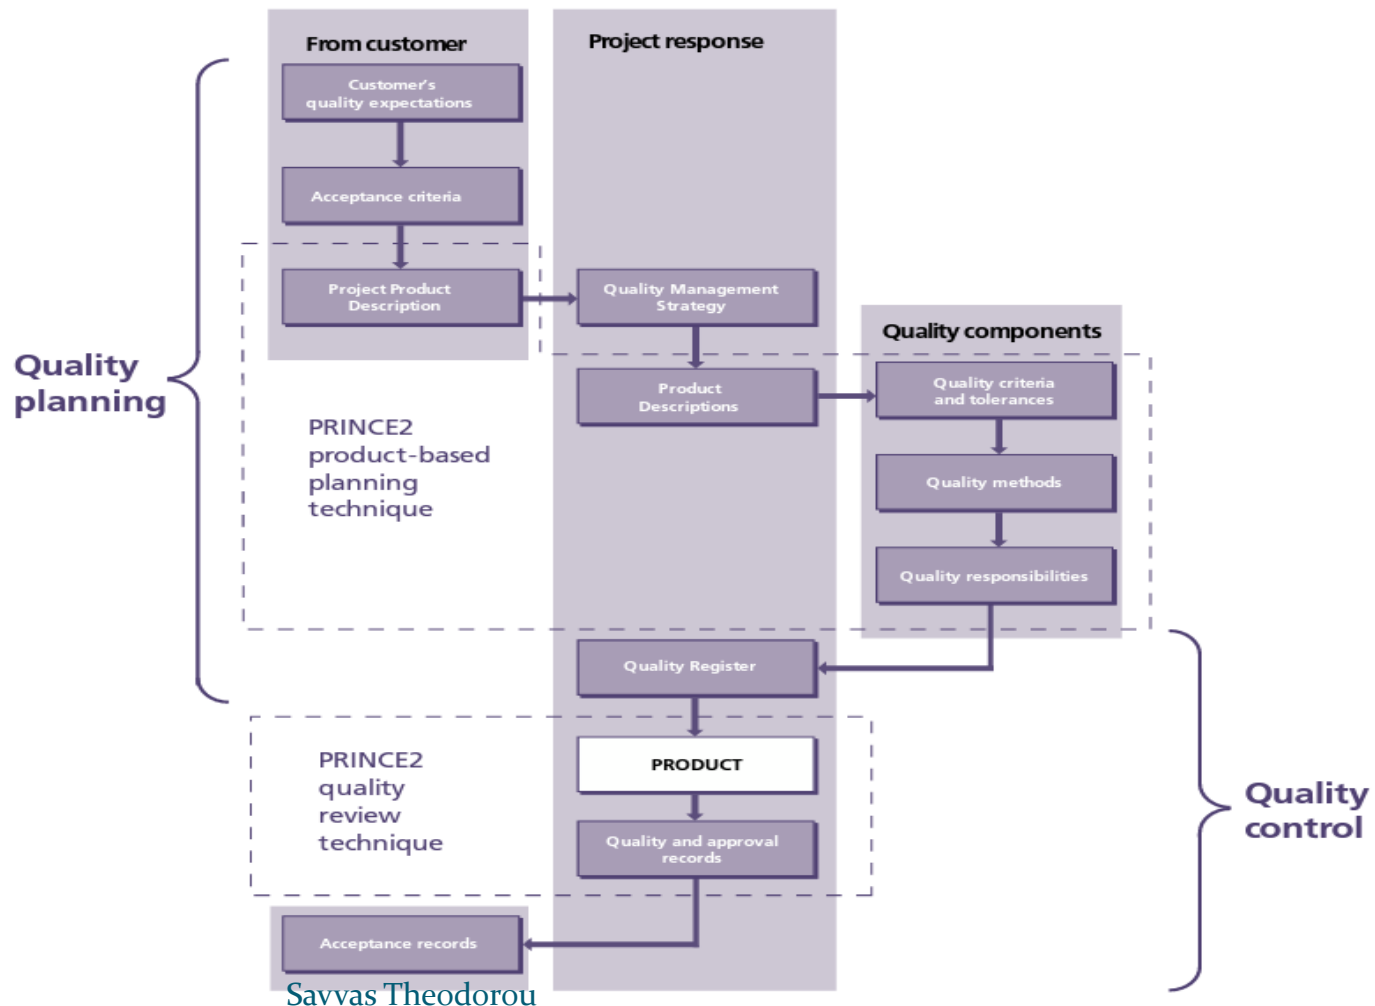 From customer
Project response
Customer's
quality expectations
Acceptance criteria
Project Product
Description
Quality Management
Strategy
Quality components
Quality
planning
Product
Descriptions
Quality criteria
and tolerances
PRINCE2
product-based
planning
technique
Quality methods
Quality responsibilities
Quality Register
PRINCE2
quality
review
technique
PRODUCT
Quality and approval
records
Quality
control
Acceptance records
Savvas Theodorou